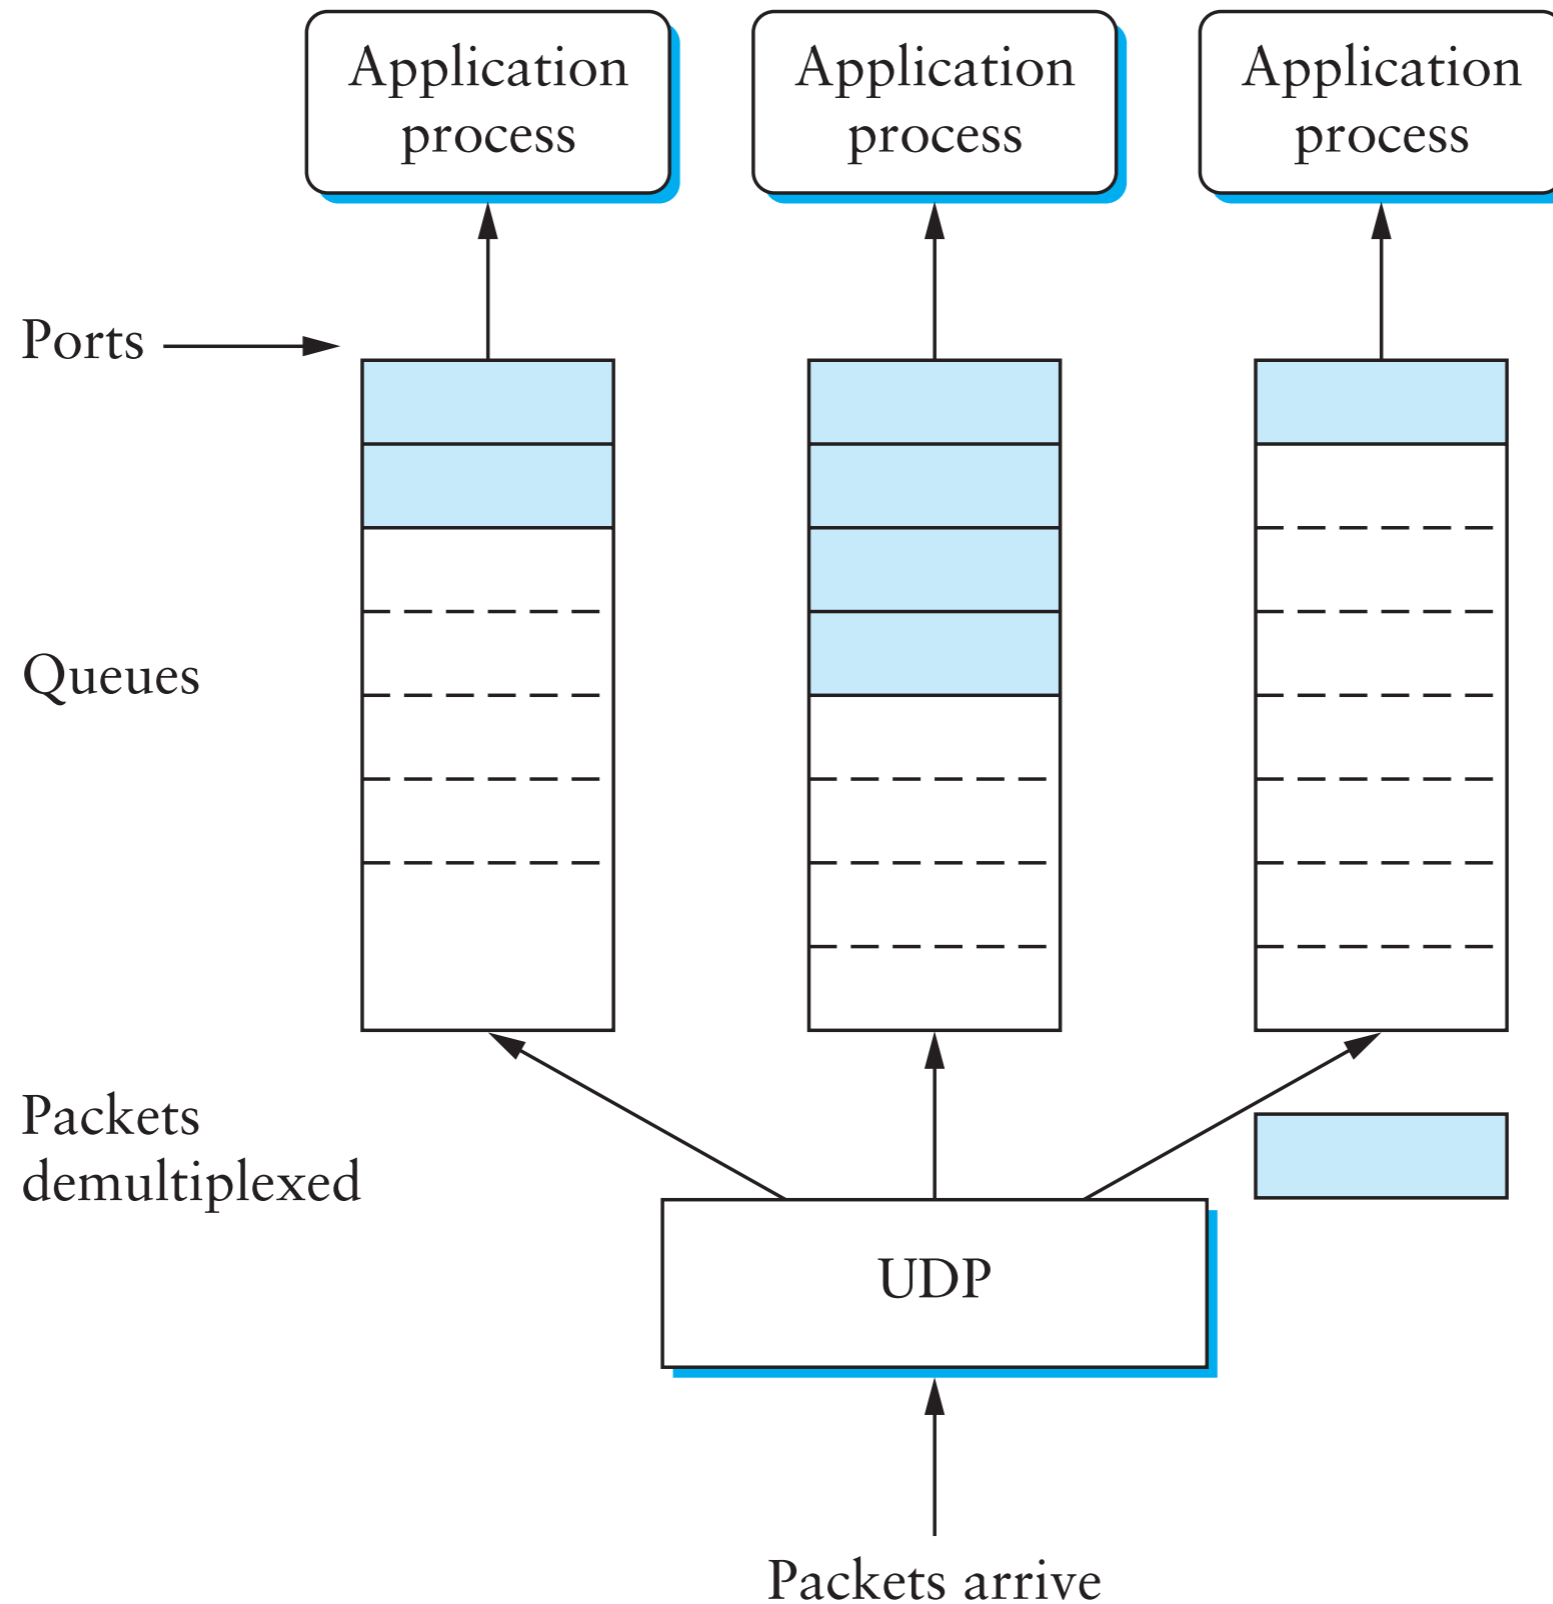 Application
process
Application
process
Application
process
Ports
Queues
Packets
demultiplexed
UDP
Packets arrive